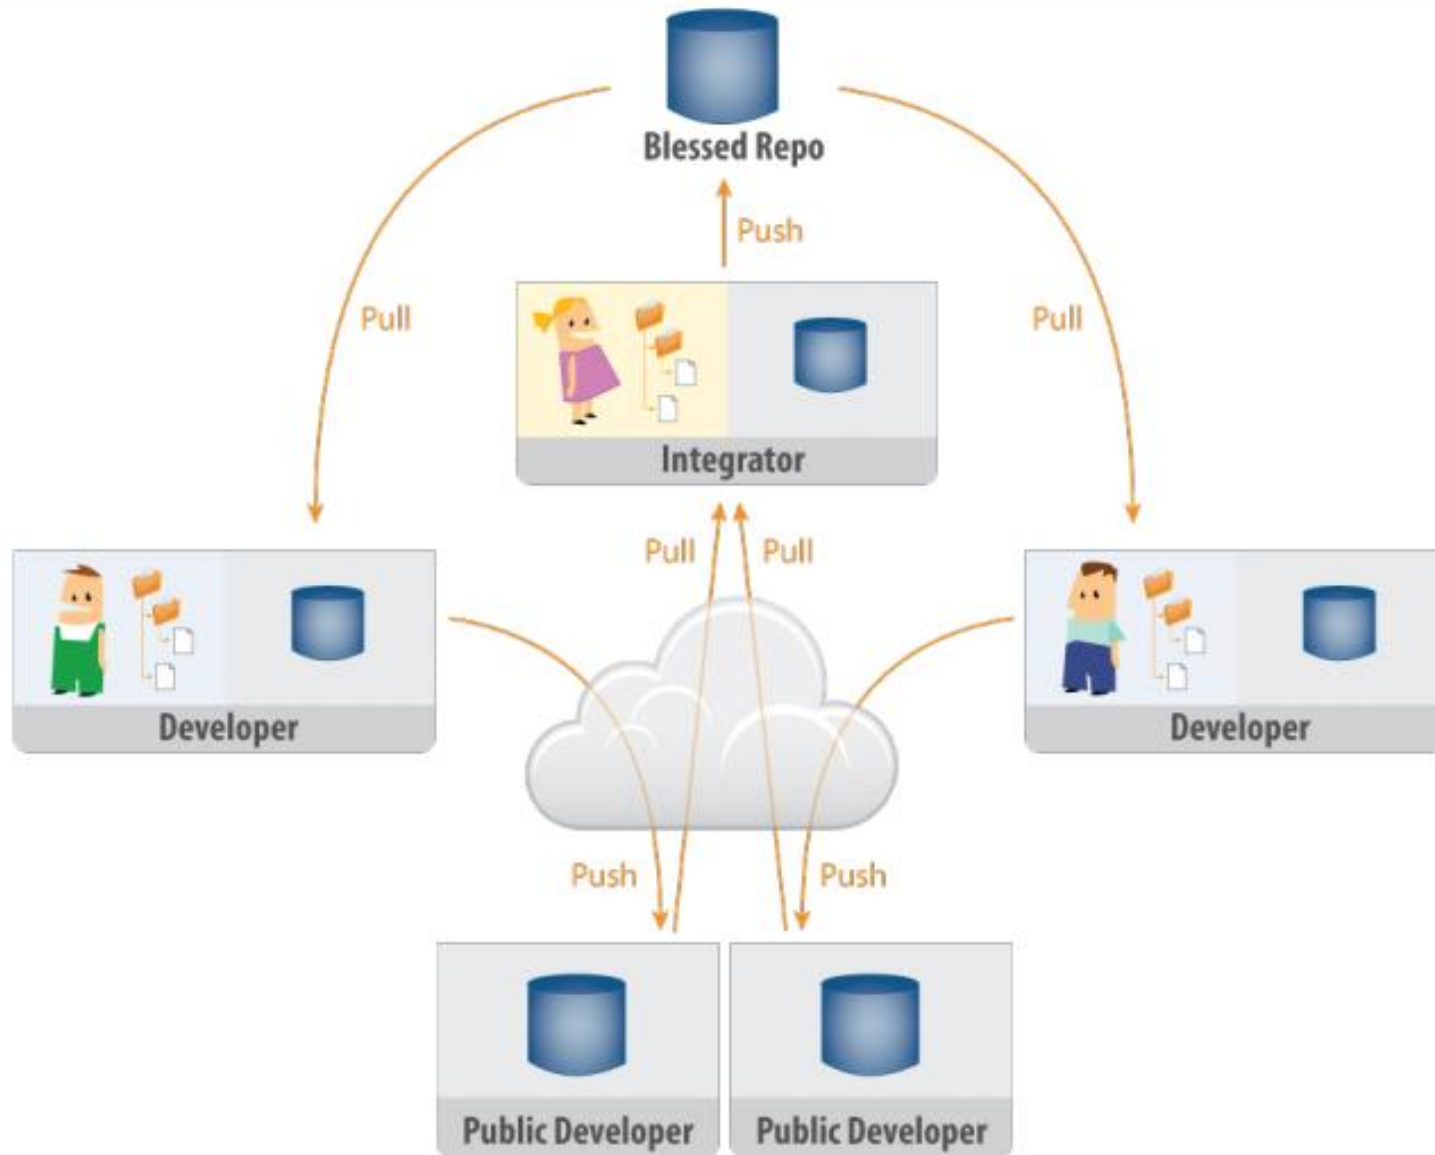 Blessed Repo
Push
Pull
Pull
Integrator
Pull
Pull
Developer
Developer
Push
Push
Public Developer
Public Developer